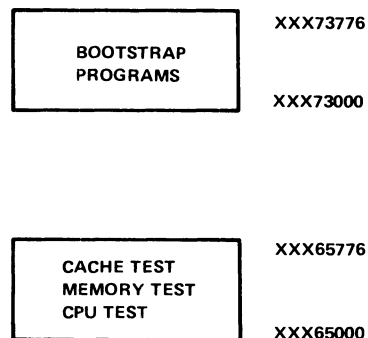 XXX73776
BOOTSTRAP
PROGRAMS
XXX73000
XXX65776
CACHE TEST
MEMORY TEST
CPU TEST
XXX65000